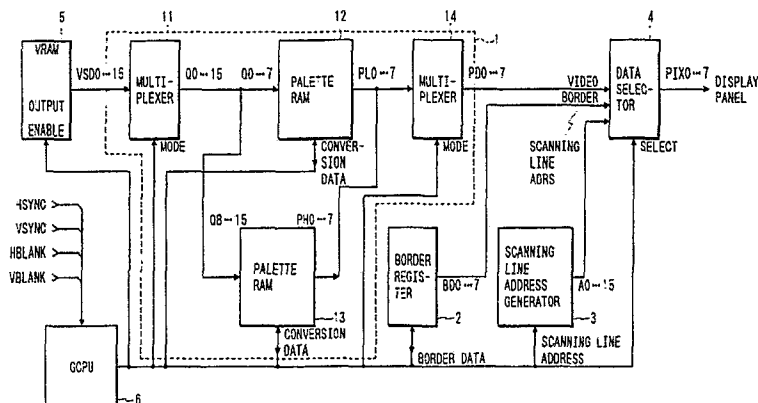 5
11
12
14
1
4
VRAM
OUTPUT
ENABLE
VSD0~15
MULTI-
PLEXER
MODE
Q0~15
Q0~7
PALETTE
RAM
CONVER-
SION
DATA
PL0~7
MULTI-
PLEXER
MODE
PD0~7
VIDEO
BORDER
DATA
SELEC-
TOR
PIX0~7
DISPLAY
PANEL
SCANNING
LINE
ADRS
SELECT
HSYNC
VSYNC
HBLANK
VBLANK
Q8~15
PALETTE
RAM
PH0~7
13
CONVERSION
DATA
BORDER
REGIS-
TER
2
BD0~7
BORDER DATA
SCANNING
LINE
ADDRESS
GENERATOR
3
A0~15
SCANNING LINE
ADDRESS
GCPU
6